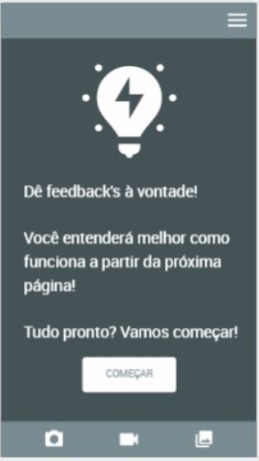 Dê feedback's à vontade!
Você entenderá melhor como
funciona a partir da próxima
página!
Tudo pronto? Vamos começar!
COMEÇAR